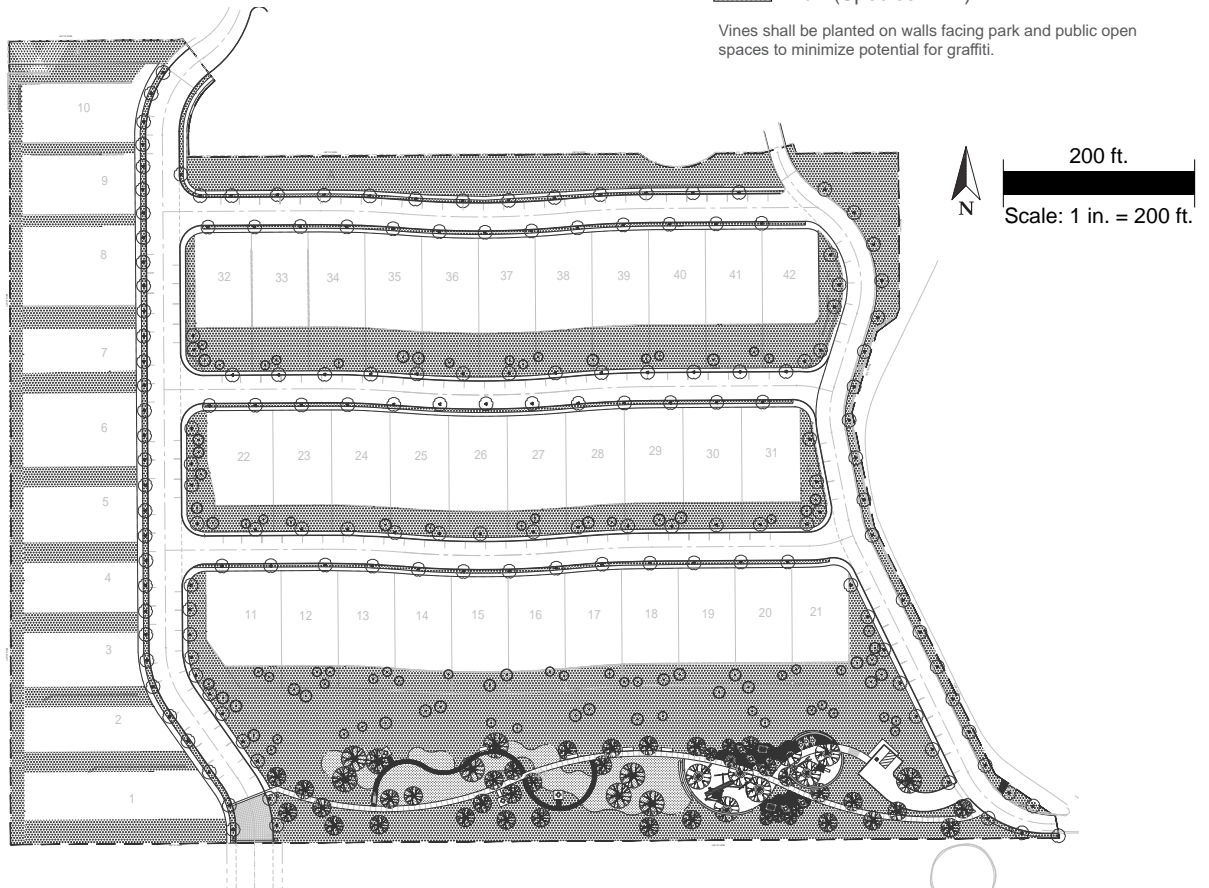 Vines shall be planted on walls facing park and public open
spaces to minimize potential for graffiti.
200 ft.
N
Scale: 1 in. = 200 ft.
10
9
8
7
6
5
4
3
2
1
32 33 34 35 36 37 38 39 40 41 42
22 23 24 25 26 27 28 29 30 31
11 12 13 14 15 16 17 18 19 20 21